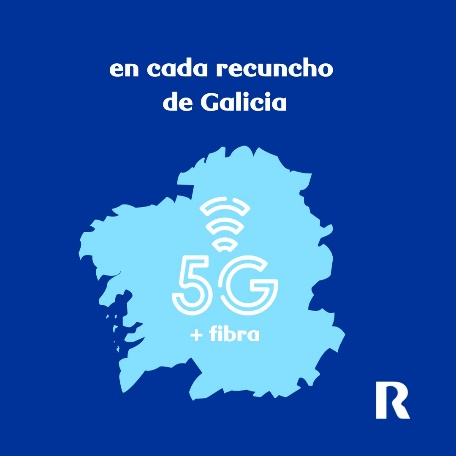 en cada recuncho
de Galicia
5G
+ fibra
R